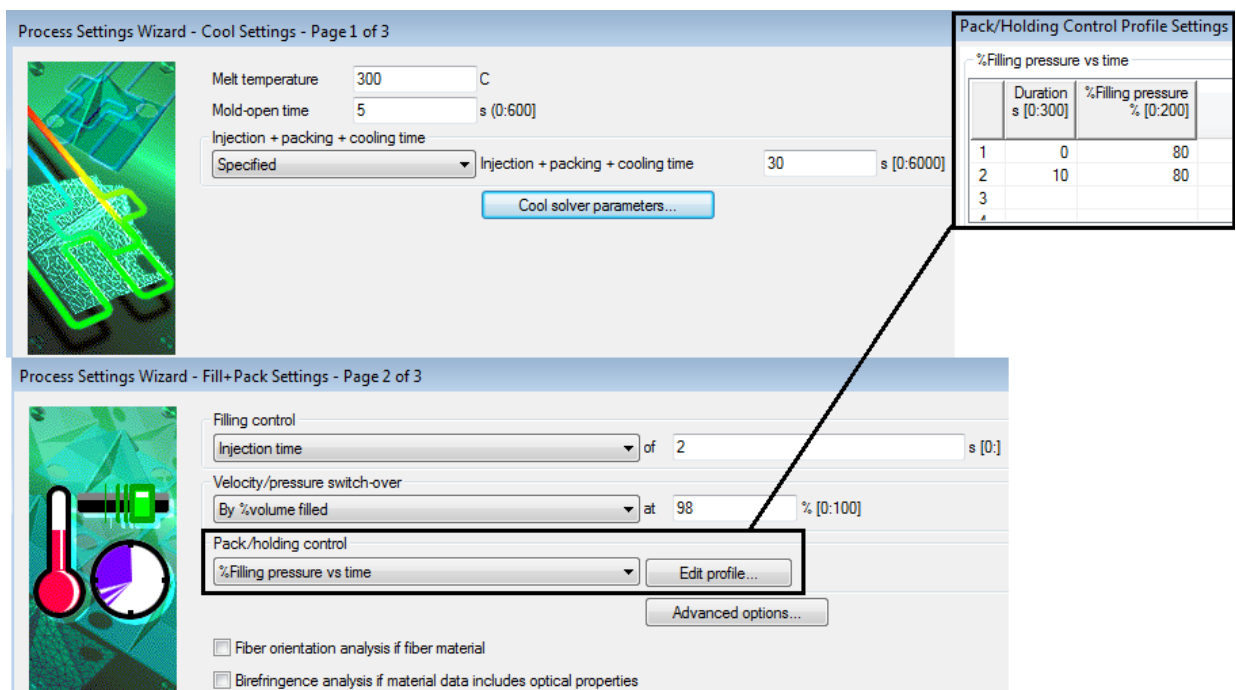 Process Settings Wizard - Cool Settings - Page 1 of 3
Melt temperature 300 C
Mold-open time 5 s (0:600]
Injection + packing + cooling time
Specified Injection + packing + cooling time 30 s [0:6000]
Cool solver parameters...
Pack/Holding Control Profile Settings
%Filling pressure vs time
Duration %Filling pressure
s [0:300] % [0:200]
1 0 80
2 10 80
3
4
Process Settings Wizard - Fill+Pack Settings - Page 2 of 3
Filling control
Injection time of 2 s [0:]
Velocity/pressure switch-over
By %volume filled at 98 % [0:100]
Pack/holding control
%Filling pressure vs time Edit profile...
Advanced options...
Fiber orientation analysis if fiber material
Birefringence analysis if material data includes optical properties